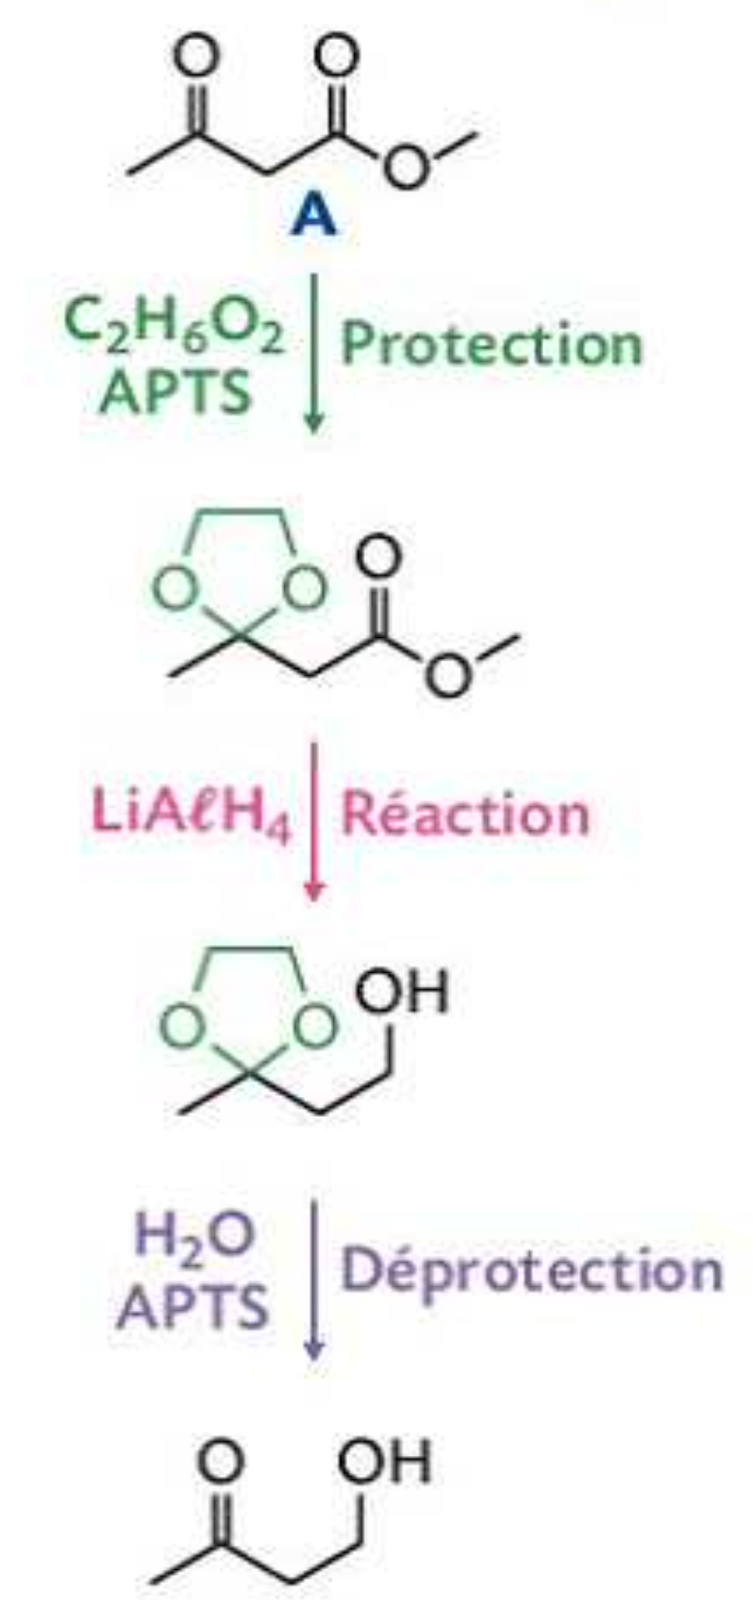 O O
O
A
C₂H₆O₂
APTS
Protection
O O O
O
LiAℓH₄
Réaction
OH
O O
H₂O
APTS
Déprotection
O OH